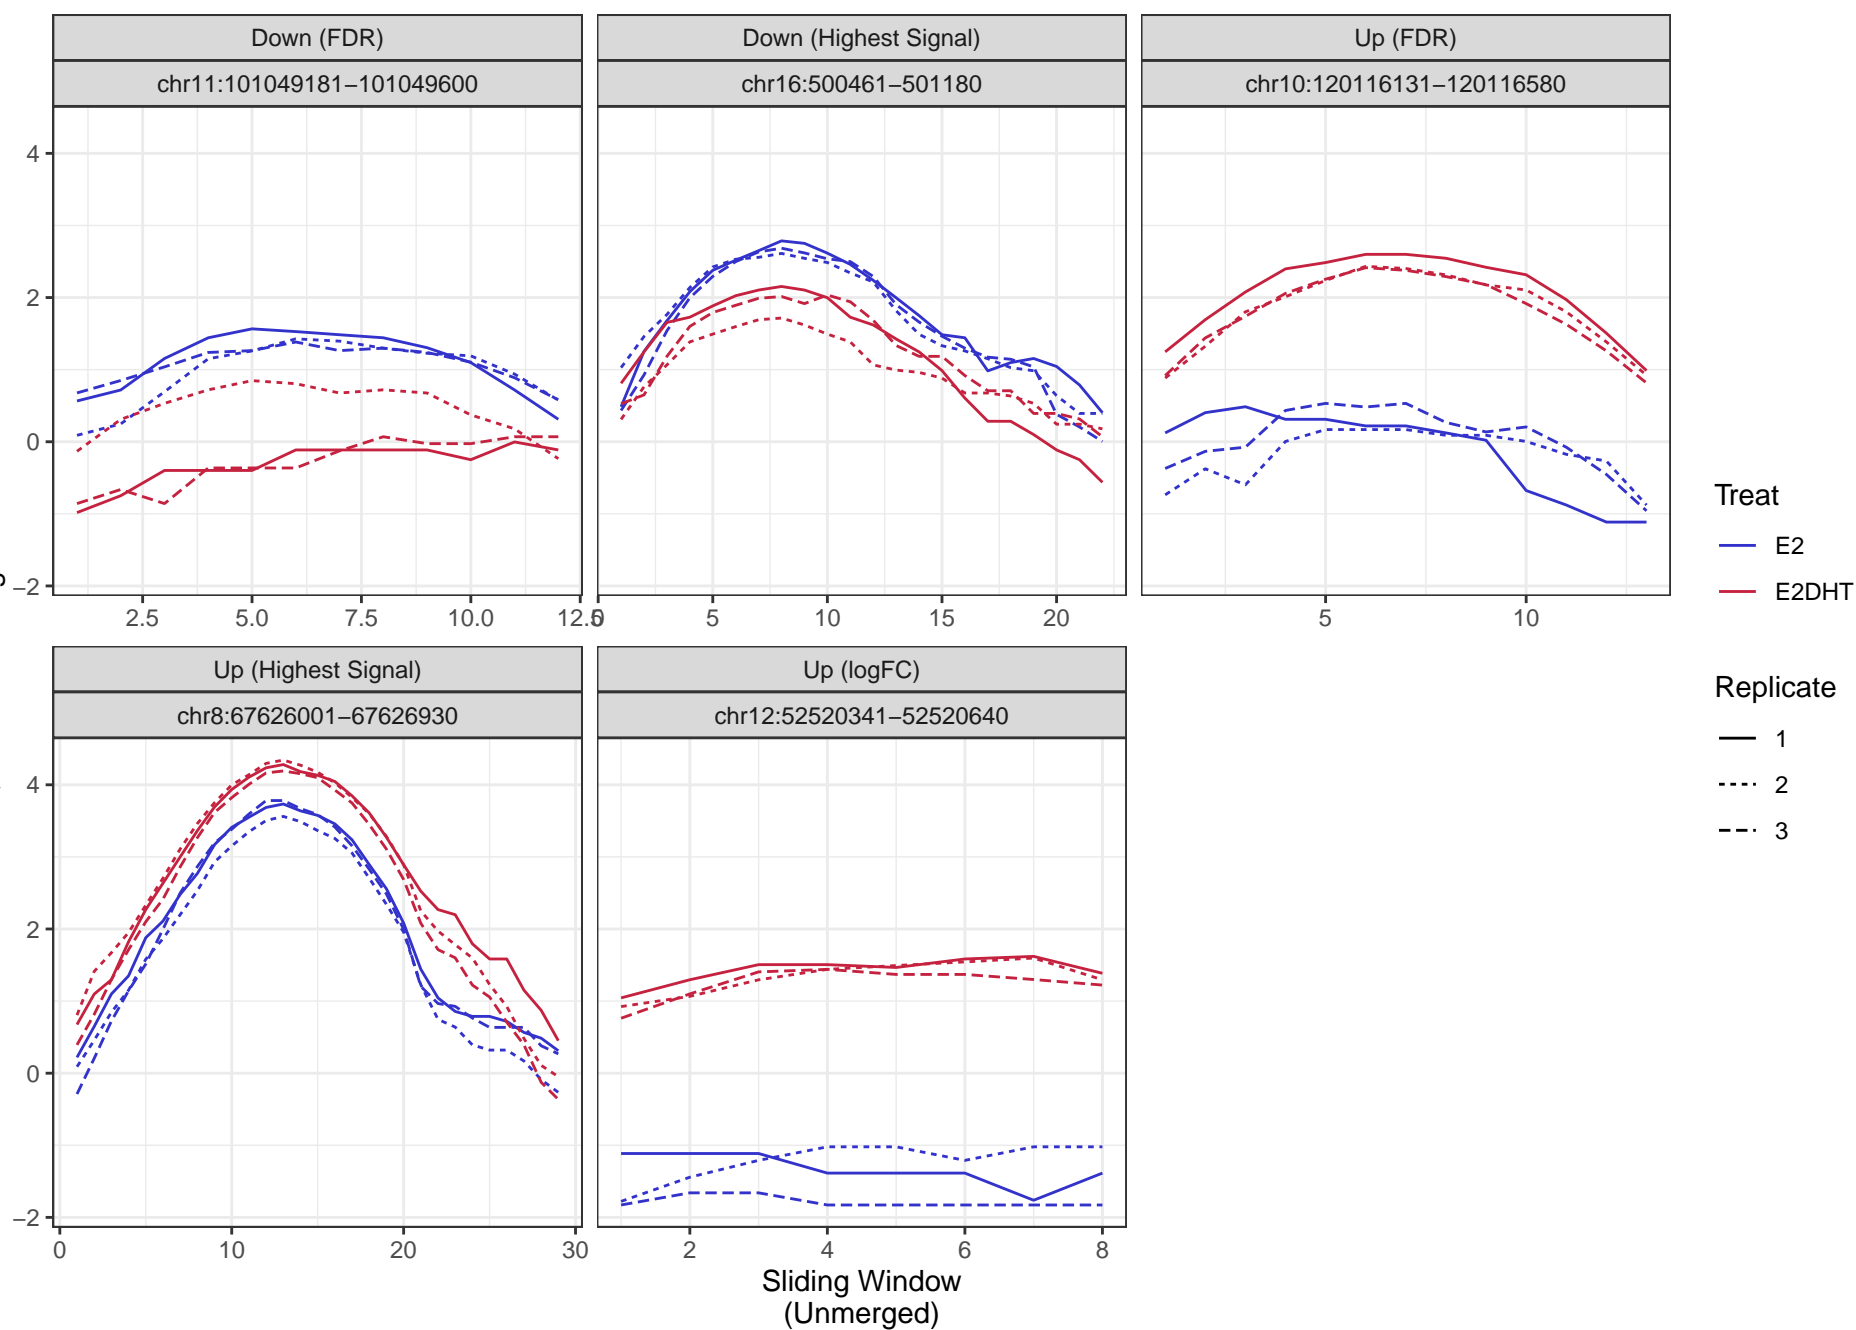 Down (FDR)
Down (Highest Signal)
Up (FDR)
chr11:101049181−101049600
chr16:500461−501180
chr10:120116131−120116580
4
2
0
−2
2.5
5.0
7.5
10.0
12.5
0
5
10
15
20
5
10
Up (Highest Signal)
Up (logFC)
chr8:67626001−67626930
chr12:52520341−52520640
4
2
0
−2
0
10
20
30
2
4
6
8
Sliding Window
(Unmerged)
Treat
E2
E2DHT
Replicate
1
2
3